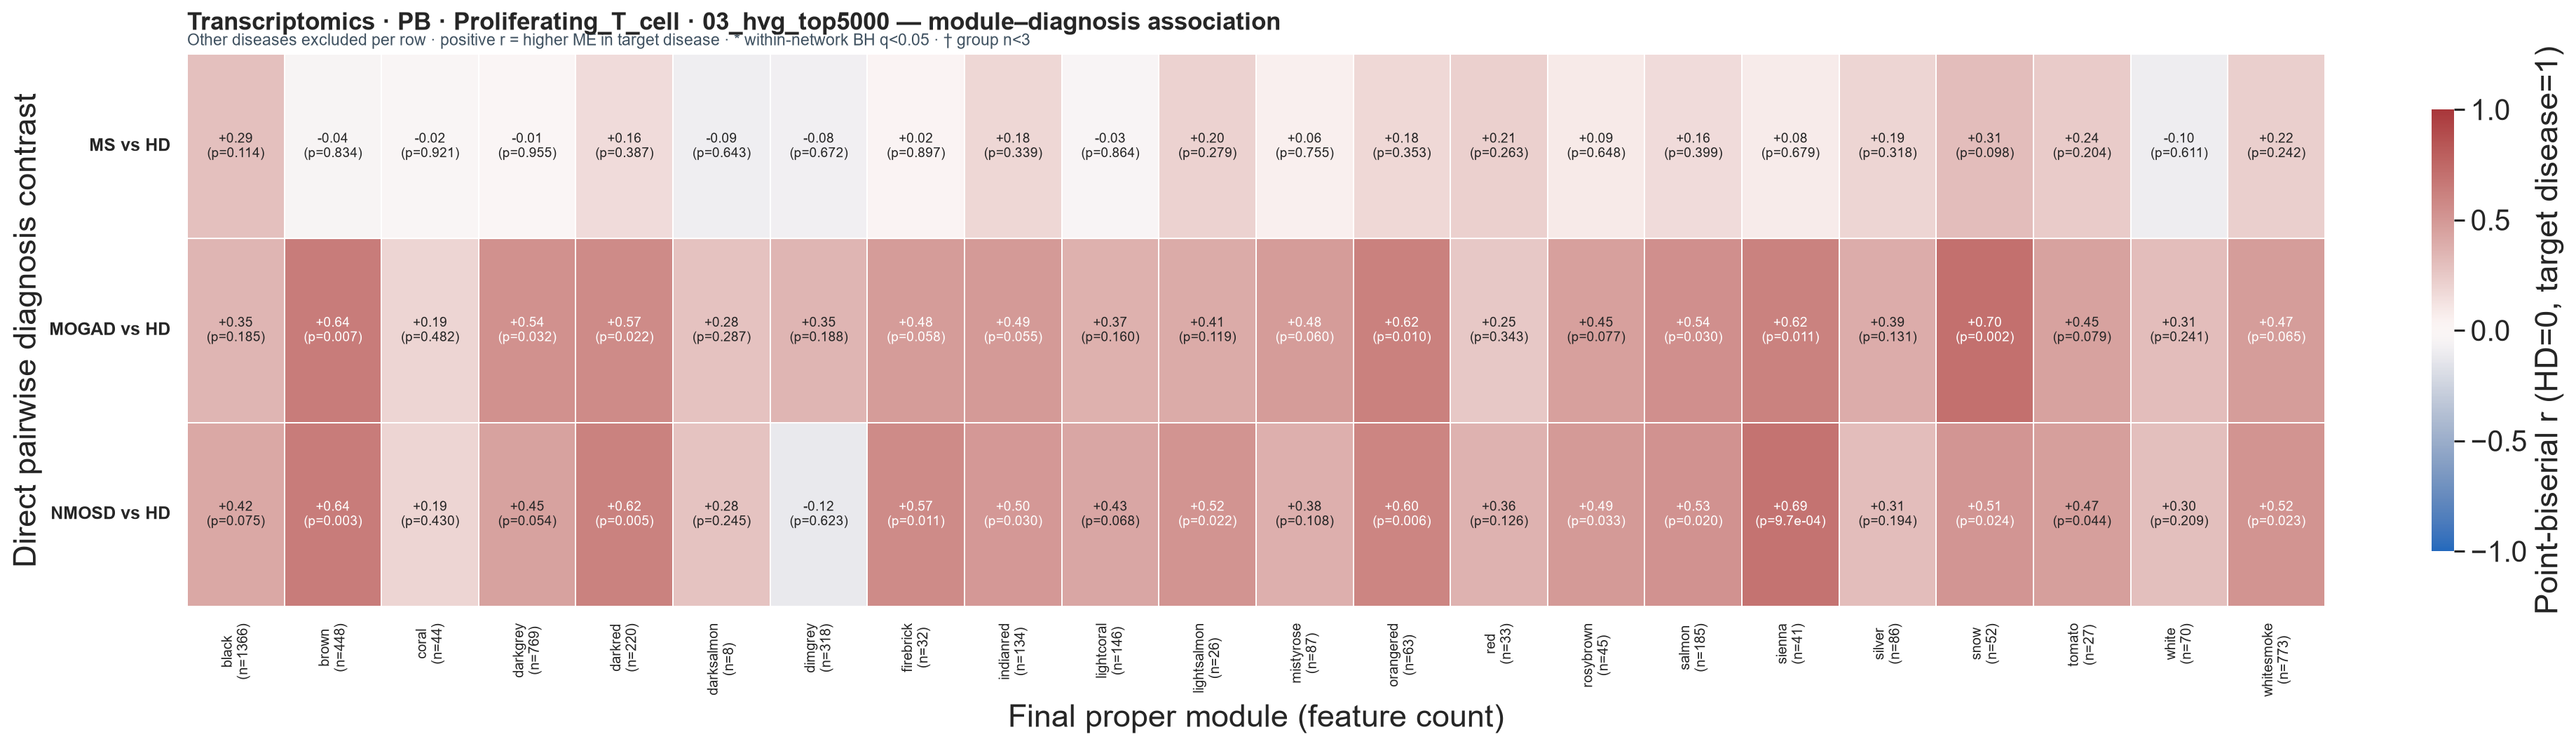 Transcriptomics · PB · Proliferating_T_cell · 03_hvg_top5000 — module–diagnosis association
Other diseases excluded per row · positive r = higher ME in target disease · * within-network BH q<0.05 · † group n<3
Direct pairwise diagnosis contrast
MS vs HD
+0.29 -0.04 -0.02 -0.01 +0.16 -0.09 -0.08 +0.02 +0.18 -0.03 +0.20 +0.06 +0.18 +0.21 +0.09 +0.16 +0.08 +0.19 +0.31 +0.24 -0.10 +0.22
(p=0.114) (p=0.834) (p=0.921) (p=0.955) (p=0.387) (p=0.643) (p=0.672) (p=0.897) (p=0.339) (p=0.864) (p=0.279) (p=0.755) (p=0.353) (p=0.263) (p=0.648) (p=0.399) (p=0.679) (p=0.318) (p=0.098) (p=0.204) (p=0.611) (p=0.242)
MOGAD vs HD
+0.35 +0.64 +0.19 +0.54 +0.57 +0.28 +0.35 +0.48 +0.49 +0.37 +0.41 +0.48 +0.62 +0.25 +0.45 +0.54 +0.62 +0.39 +0.70 +0.45 +0.31 +0.47
(p=0.185) (p=0.007) (p=0.482) (p=0.032) (p=0.022) (p=0.287) (p=0.188) (p=0.058) (p=0.055) (p=0.160) (p=0.119) (p=0.060) (p=0.010) (p=0.343) (p=0.077) (p=0.030) (p=0.011) (p=0.131) (p=0.002) (p=0.079) (p=0.241) (p=0.065)
NMOSD vs HD
+0.42 +0.64 +0.19 +0.45 +0.62 +0.28 -0.12 +0.57 +0.50 +0.43 +0.52 +0.38 +0.60 +0.36 +0.49 +0.53 +0.69 +0.31 +0.51 +0.47 +0.30 +0.52
(p=0.075) (p=0.003) (p=0.430) (p=0.054) (p=0.005) (p=0.245) (p=0.623) (p=0.011) (p=0.030) (p=0.068) (p=0.022) (p=0.108) (p=0.006) (p=0.126) (p=0.033) (p=0.020) (p=9.7e-04) (p=0.194) (p=0.024) (p=0.044) (p=0.209) (p=0.023)
black
(n=1366)
brown
(n=448)
coral
(n=44)
darkgrey
(n=769)
darkred
(n=220)
darksalmon
(n=8)
dimgrey
(n=318)
firebrick
(n=32)
indianred
(n=134)
lightcoral
(n=146)
lightsalmon
(n=26)
mistyrose
(n=87)
orangered
(n=63)
red
(n=33)
rosybrown
(n=45)
salmon
(n=185)
sienna
(n=41)
silver
(n=86)
snow
(n=52)
tomato
(n=27)
white
(n=70)
whitesmoke
(n=773)
Final proper module (feature count)
1.0
0.5
0.0
−0.5
−1.0
Point-biserial r (HD=0, target disease=1)